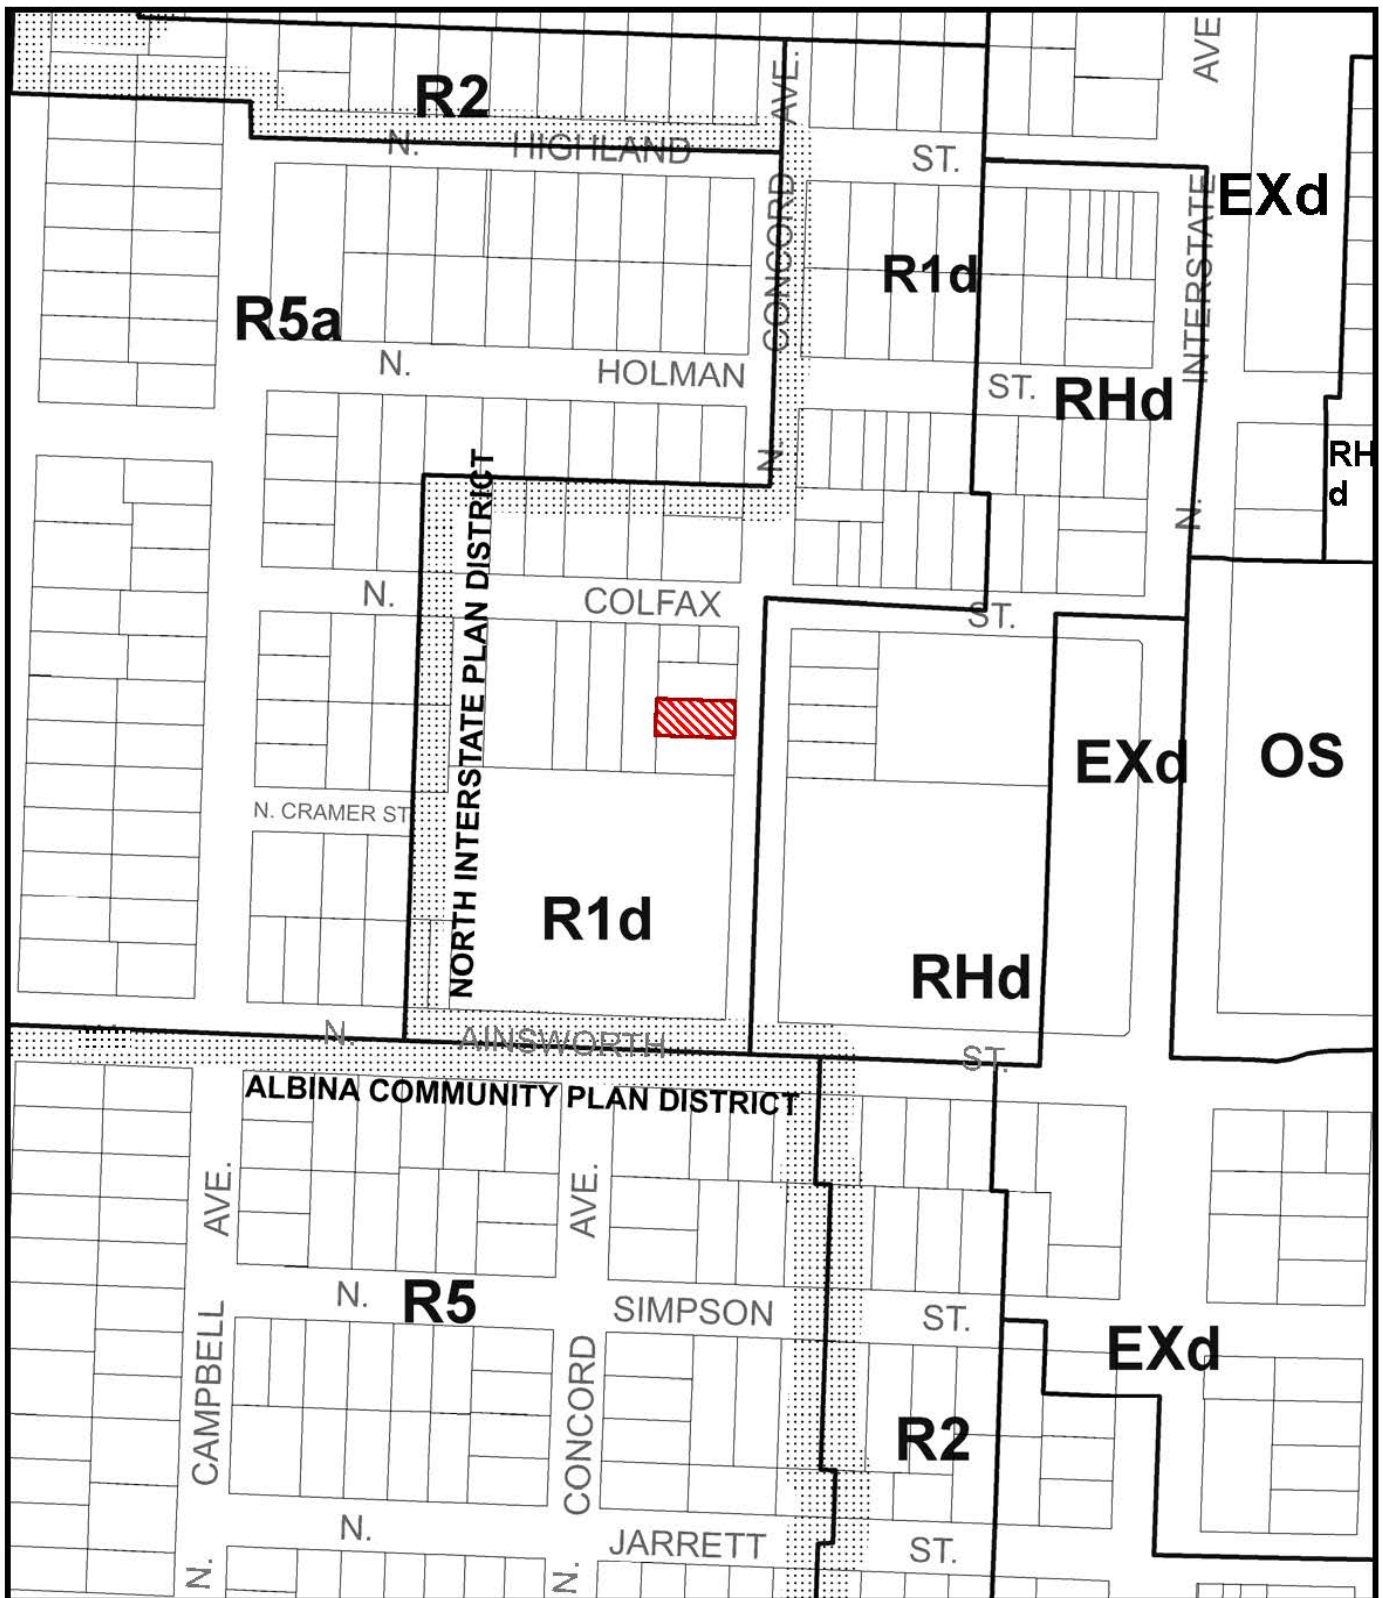 AVE
R2
AVE.
N.
HIGHLAND
ST.
EXd
CONCORD
INTERSTATE
R1d
R5a
N.
HOLMAN
ST.
RHd
N.
RH
d
N.
NORTH INTERSTATE PLAN DISTRICT
N.
COLFAX
ST.
EXd
OS
N. CRAMER ST
R1d
RHd
N.
AINSWORTH
ST.
ALBINA COMMUNITY PLAN DISTRICT
AVE.
AVE.
N.
R5
SIMPSON
ST.
CAMPBELL
CONCORD
EXd
R2
N.
JARRETT
ST.
N.
N.